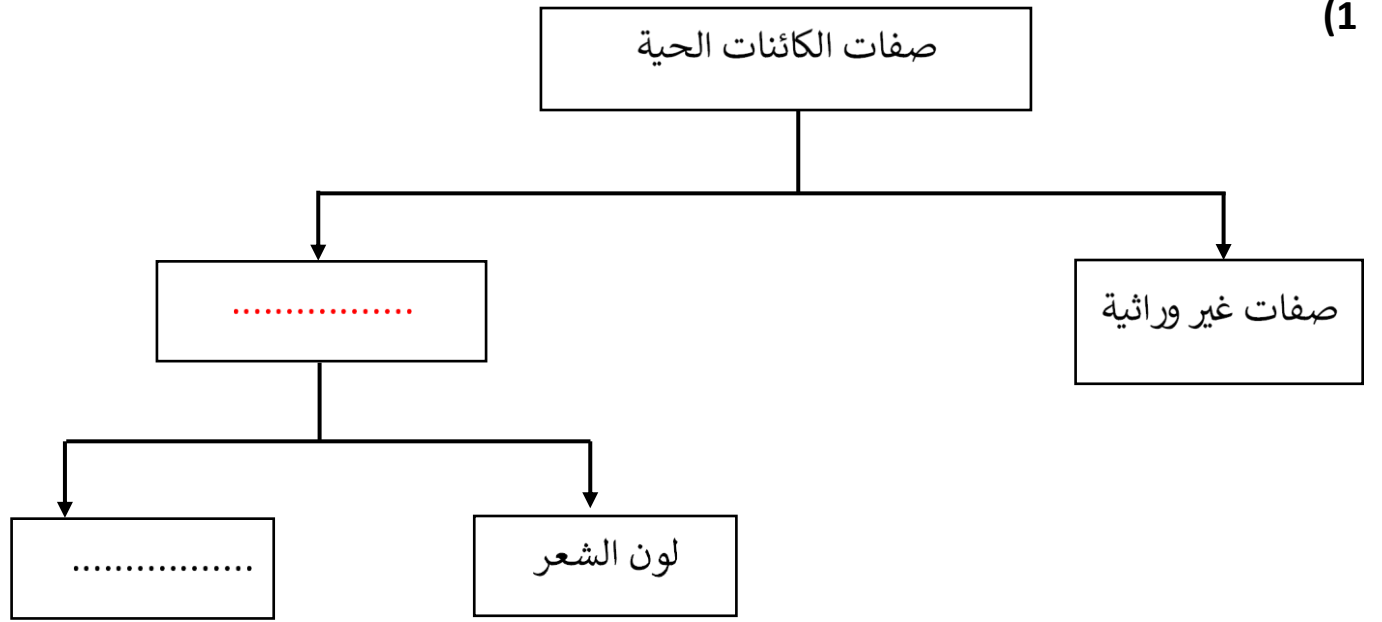 (1
صفات الكائنات الحية
صفات غير وراثية
.................
لون الشعر
.................